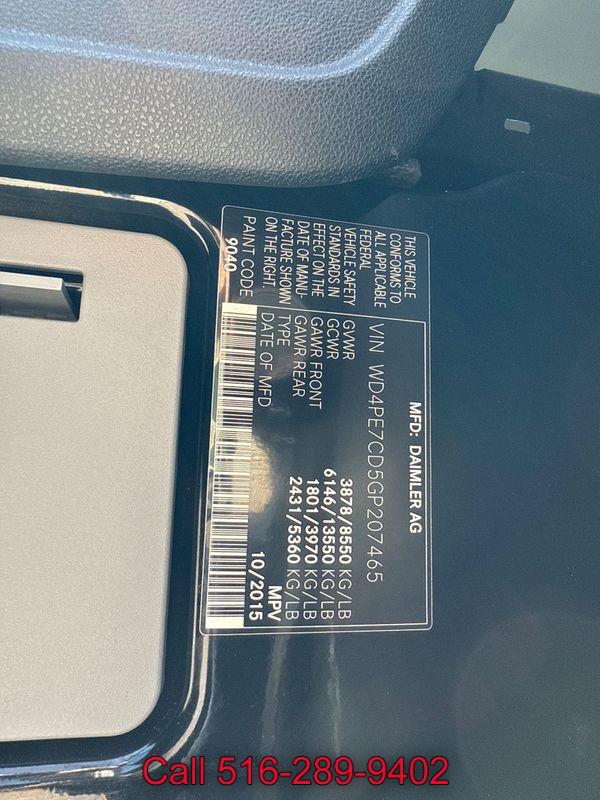 THIS VEHICLE
CONFORMS TO
ALL APPLICABLE
FEDERAL
VEHICLE SAFETY
STANDARDS IN
EFFECT ON THE
DATE OF MANU
FACTURE SHOWN
ON THE RIGHT.
PAINT CODE
9040
MFD: DAIMLER AG
VIN WD4PE7CD5GP207465
GVWR 3878/8550 KG/LB
GCWR 6146/13550 KG/LB
GAWR FRONT 1801/3970 KG/LB
GAWR REAR 2431/5360 KG/LB
TYPE MPV
DATE OF MFD 10/2015
Call 516-289-9402